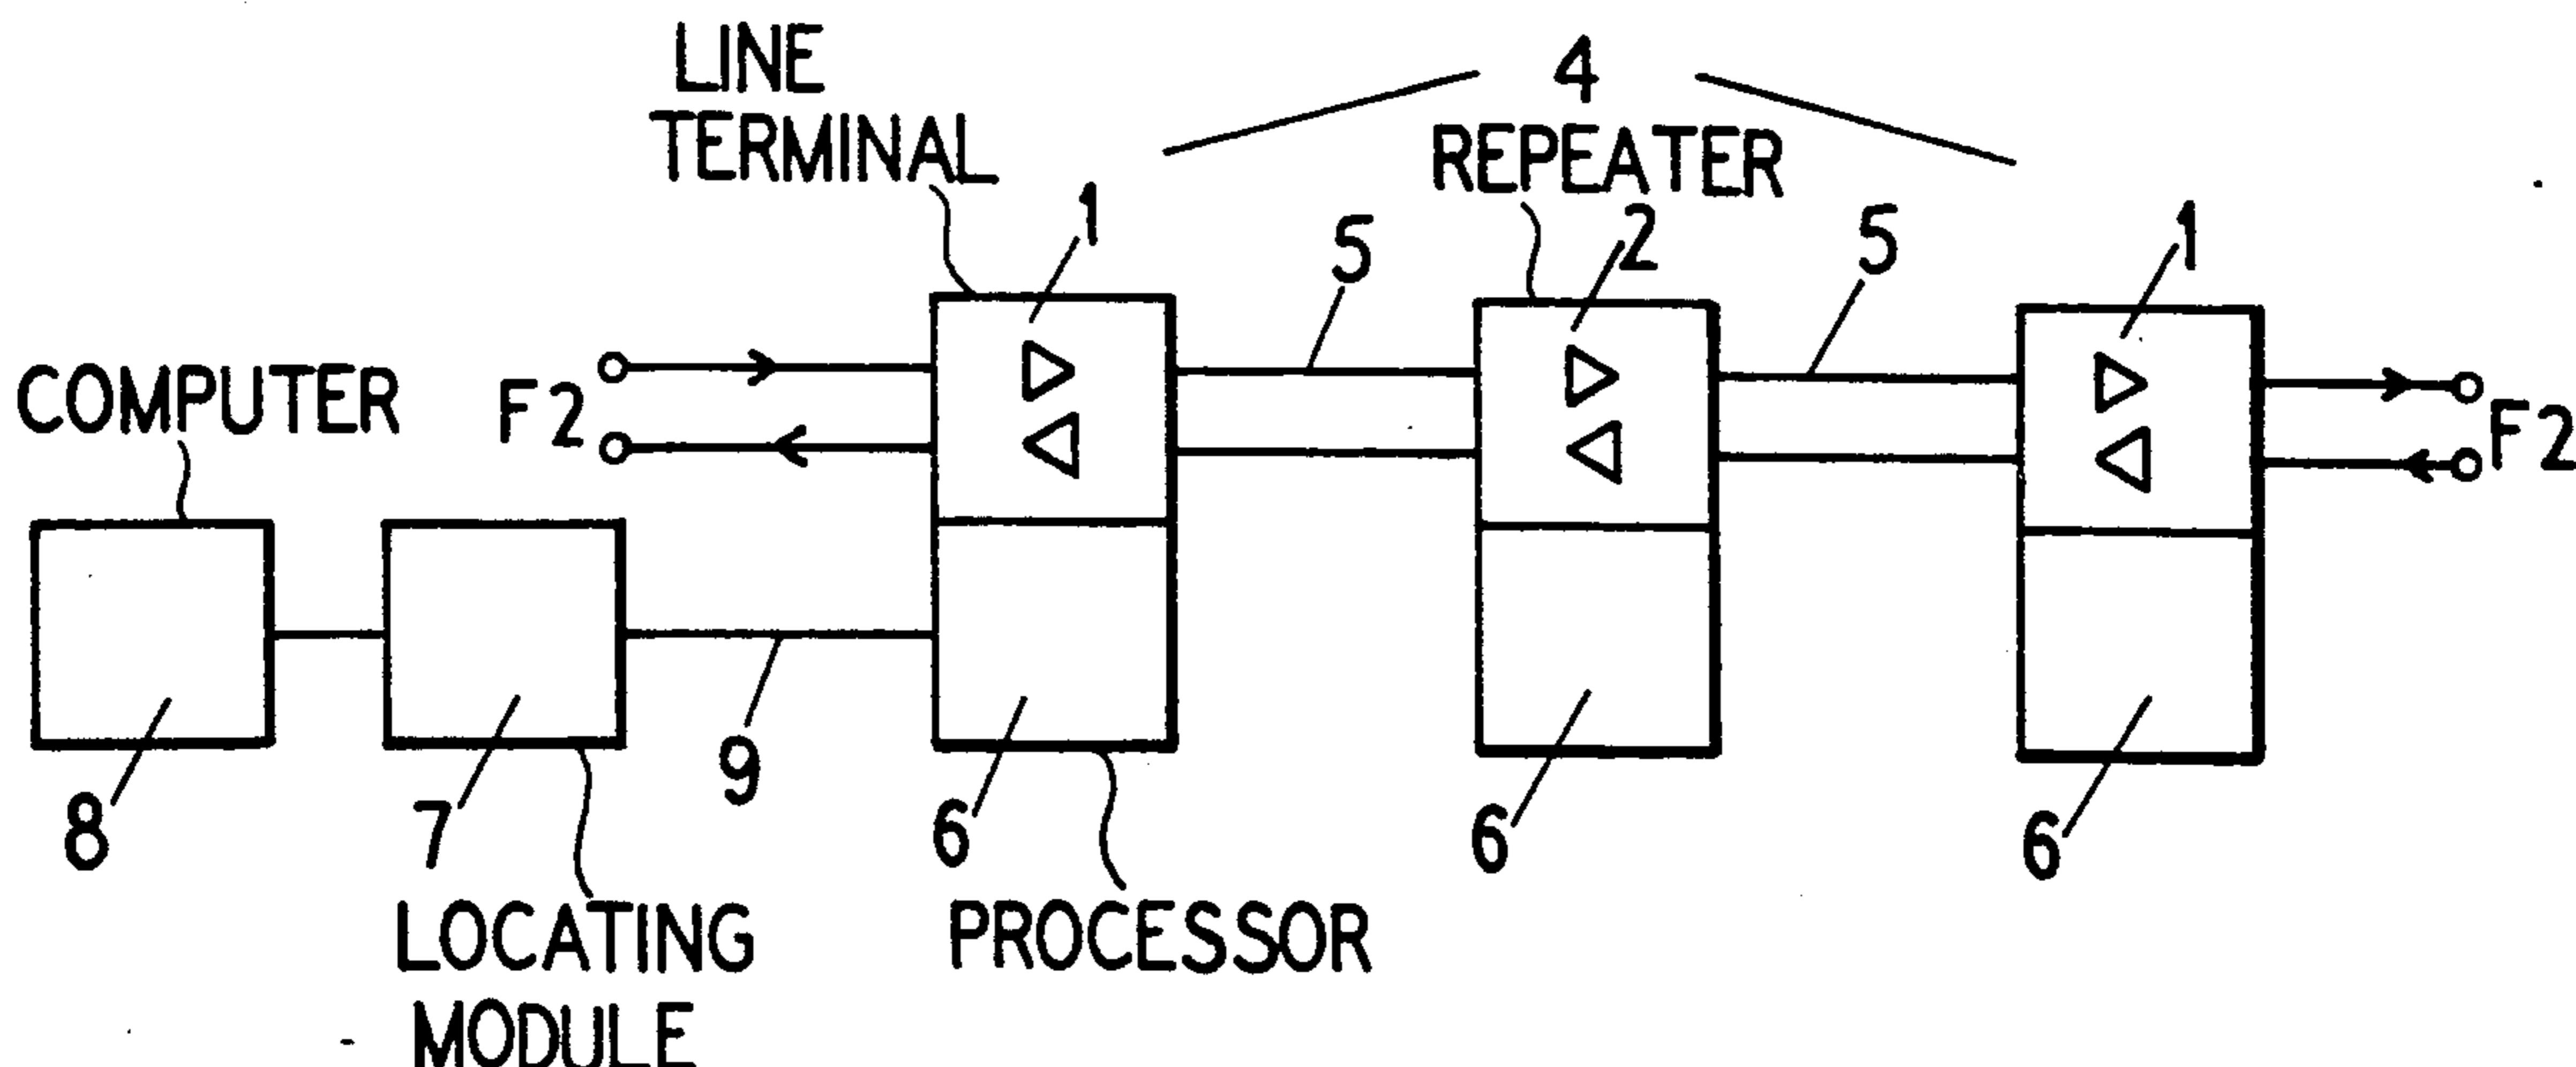 LINE
TERMINAL
4
REPEATER
1
5
2
5
1
COMPUTER
F2
F2
8
7
9
6
6
6
LOCATING
MODULE
PROCESSOR